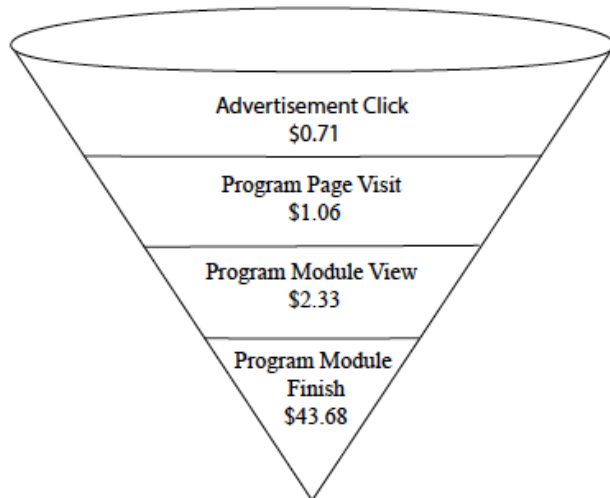 Advertisement Click
$0.71
Program Page Visit
$1.06
Program Module View
$2.33
Program Module
Finish
$43.68